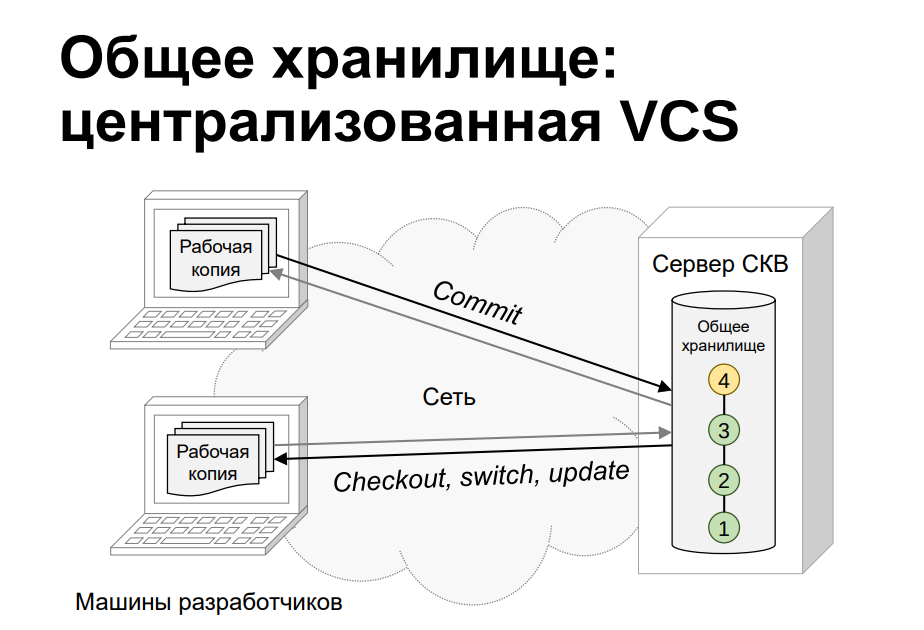 Общее хранилище:
централизованная VCS
Рабочая
копия
Commit
Сервер СКВ
Общее
хранилище
4
3
2
1
Сеть
Рабочая
копия
Checkout, switch, update
Машины разработчиков